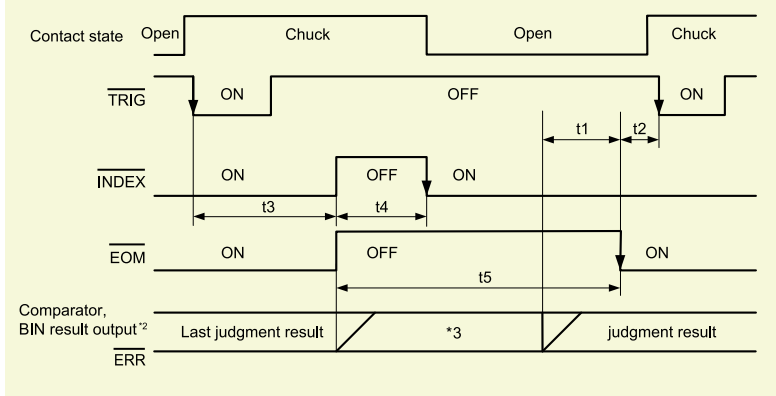 Contact state Open Chuck Open Chuck
TRIG ON OFF ON
t1 t2
INDEX ON OFF ON
t3 t4
EOM ON OFF ON
t5
Comparator,
BIN result output*2 Last judgment result *3 judgment result
ERR